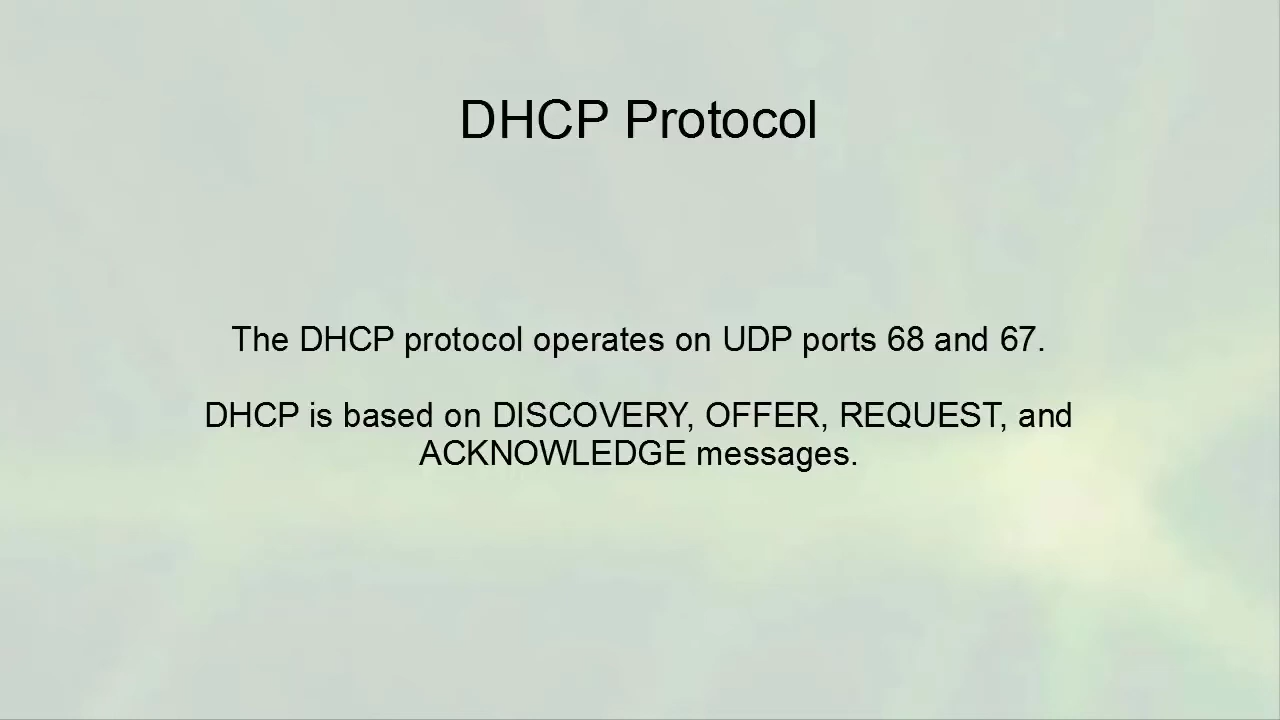 DHCP Protocol
The DHCP protocol operates on UDP ports 68 and 67.
DHCP is based on DISCOVERY, OFFER, REQUEST, and
ACKNOWLEDGE messages.